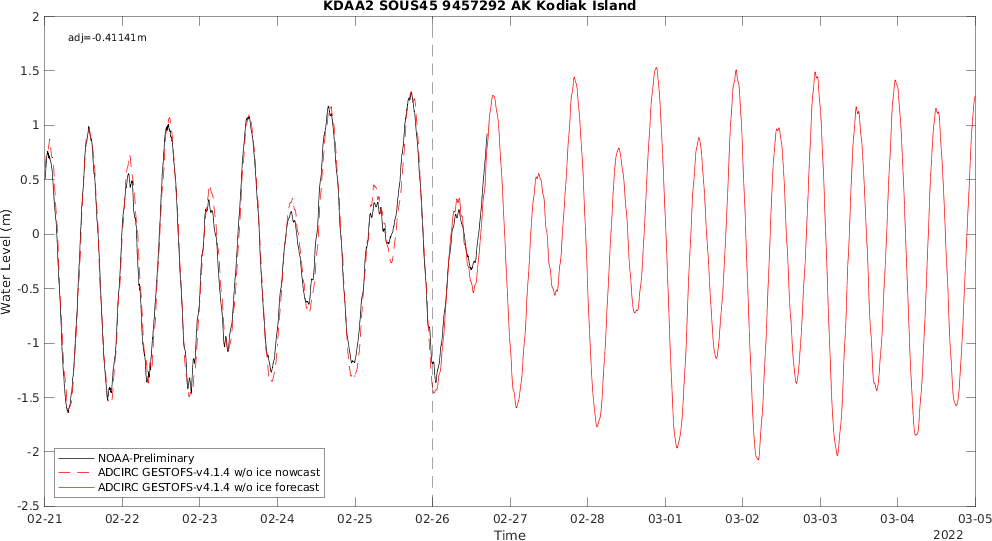 KDAA2 SOUS45 9457292 AK Kodiak Island
adj=-0.41141m
Water Level (m)
2
1.5
1
0.5
0
-0.5
-1
-1.5
-2
-2.5
NOAA-Preliminary
ADCIRC GESTOFS-v4.1.4 w/o ice nowcast
ADCIRC GESTOFS-v4.1.4 w/o ice forecast
02-21 02-22 02-23 02-24 02-25 02-26 02-27 02-28 03-01 03-02 03-03 03-04 03-05
Time
2022